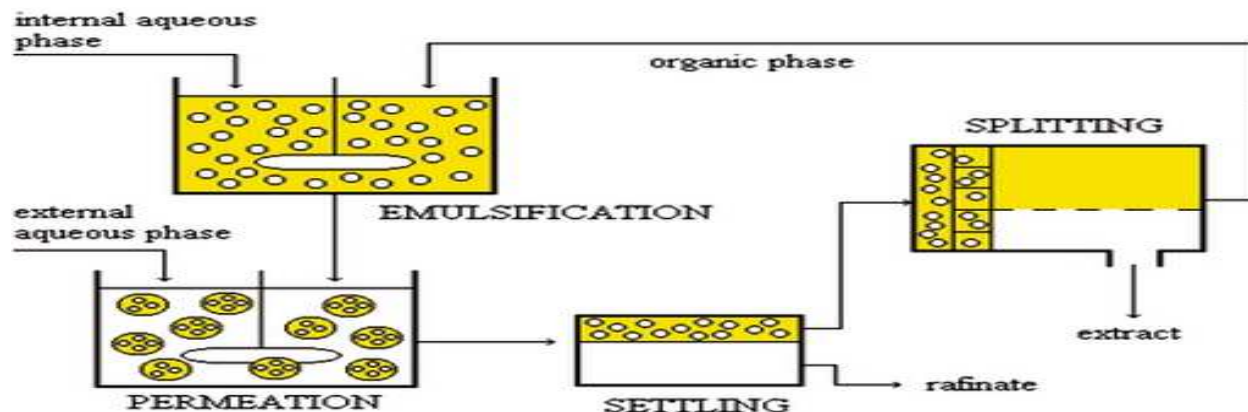 internal aqueous
phase
organic phase
SPLITTING
external
aqueous phase
EMULSIFICATION
extract
rafinate
PERMEATION
SETTLING